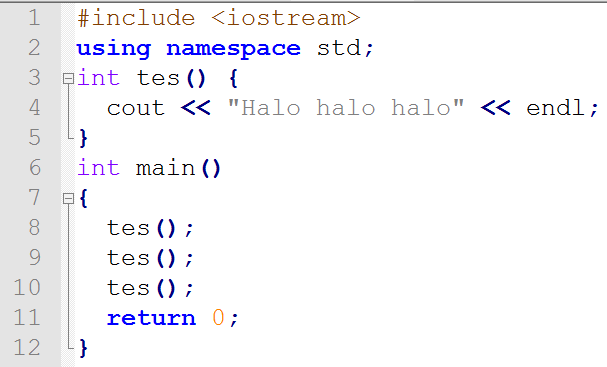 1 #include <iostream>
2 using namespace std;
3 int tes() {
4 cout << "Halo halo halo" << endl;
5 }
6 int main()
7 {
8 tes();
9 tes();
10 tes();
11 return 0;
12 }